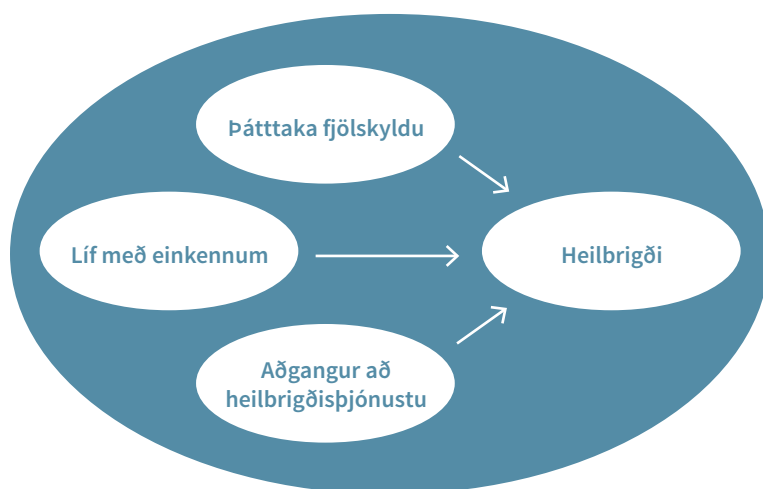 Þátttaka fjölskyldu
Líf með einkennum
Heilbrigði
Aðgangur að
heilbrigðisþjónustu